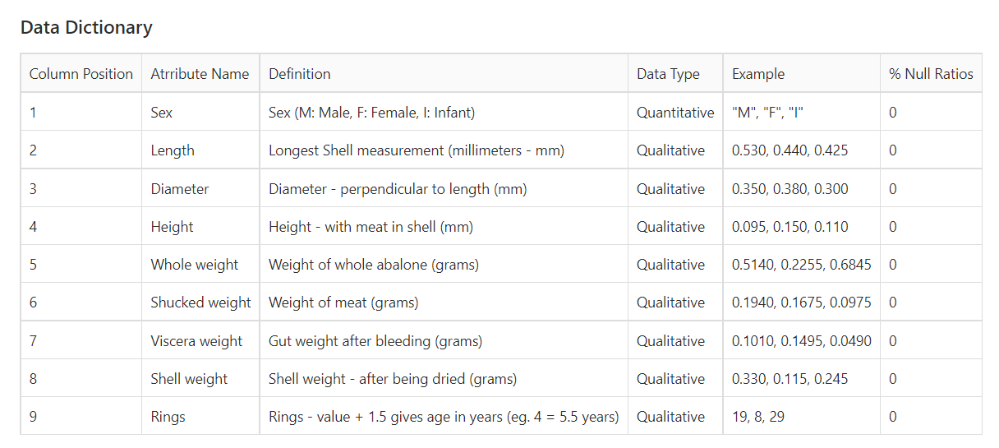 Data Dictionary
Column Position Atrribute Name Definition Data Type Example % Null Ratios
1 Sex Sex (M: Male, F: Female, I: Infant) Quantitative "M", "F", "I" 0
2 Length Longest Shell measurement (millimeters - mm) Qualitative 0.530, 0.440, 0.425 0
3 Diameter Diameter - perpendicular to length (mm) Qualitative 0.350, 0.380, 0.300 0
4 Height Height - with meat in shell (mm) Qualitative 0.095, 0.150, 0.110 0
5 Whole weight Weight of whole abalone (grams) Qualitative 0.5140, 0.2255, 0.6845 0
6 Shucked weight Weight of meat (grams) Qualitative 0.1940, 0.1675, 0.0975 0
7 Viscera weight Gut weight after bleeding (grams) Qualitative 0.1010, 0.1495, 0.0490 0
8 Shell weight Shell weight - after being dried (grams) Qualitative 0.330, 0.115, 0.245 0
9 Rings Rings - value + 1.5 gives age in years (eg. 4 = 5.5 years) Qualitative 19, 8, 29 0